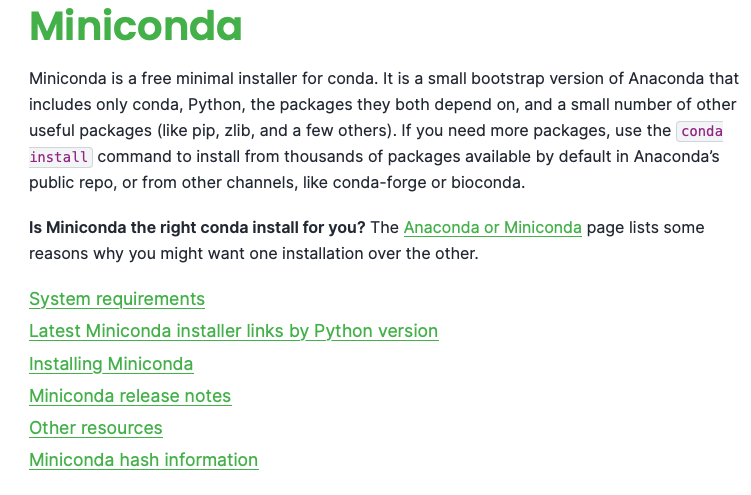 Miniconda
Miniconda is a free minimal installer for conda. It is a small bootstrap version of Anaconda that
includes only conda, Python, the packages they both depend on, and a small number of other
useful packages (like pip, zlib, and a few others). If you need more packages, use the conda
install command to install from thousands of packages available by default in Anaconda’s
public repo, or from other channels, like conda-forge or bioconda.
Is Miniconda the right conda install for you? The Anaconda or Miniconda page lists some
reasons why you might want one installation over the other.
System requirements
Latest Miniconda installer links by Python version
Installing Miniconda
Miniconda release notes
Other resources
Miniconda hash information